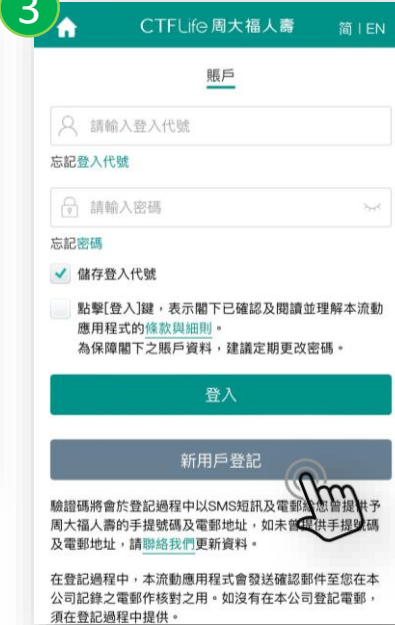 3
CTFLife 周大福人壽
简 | EN
賬戶
請輸入登入代號
忘記登入代號
請輸入密碼
忘記密碼
儲存登入代號
點擊[登入]鍵，表示閣下已確認及閱讀並理解本流動
應用程式的條款與細則。
為保障閣下之賬戶資料，建議定期更改密碼。
登入
新用戶登記
驗證碼將會於登記過程中以SMS短訊及電郵給您曾提供予
周大福人壽的手提號碼及電郵地址，如未曾提供手提號碼
及電郵地址，請聯絡我們更新資料。
在登記過程中，本流動應用程式會發送確認郵件至您在本
公司記錄之電郵作核對之用。如沒有在本公司登記電郵，
須在登記過程中提供。